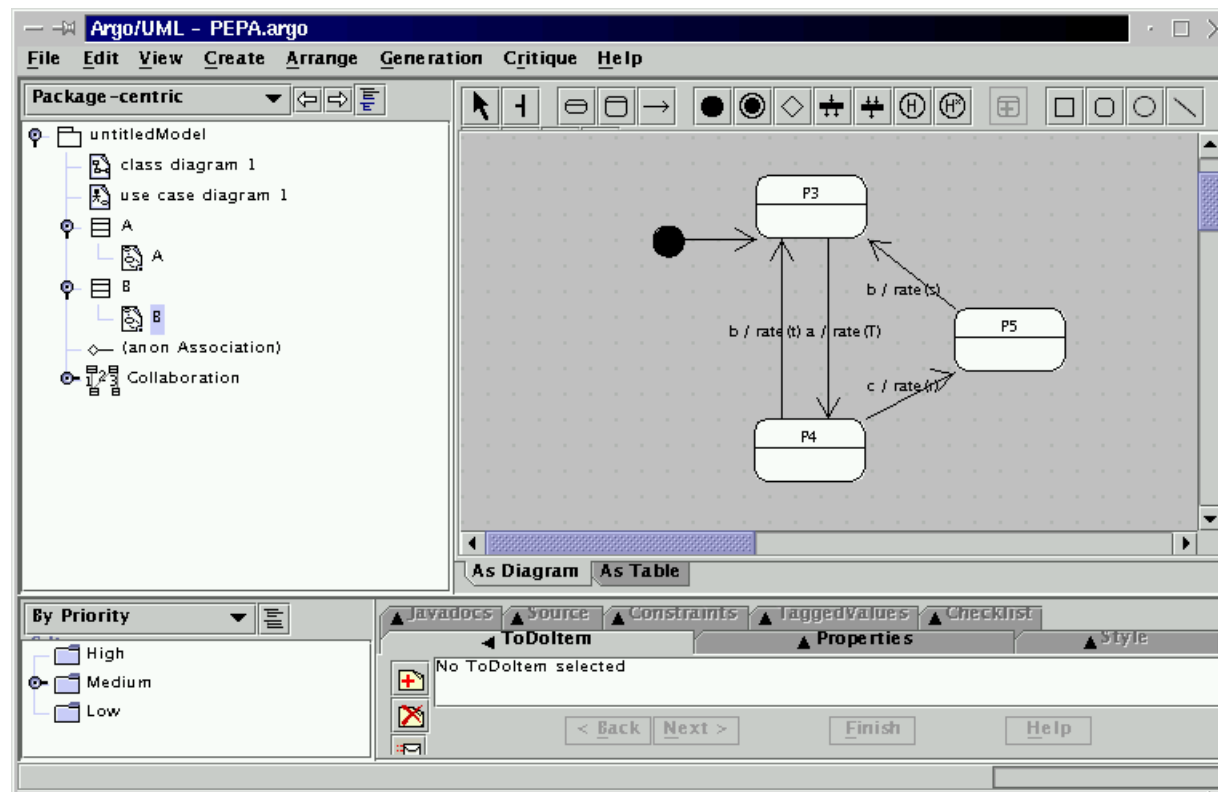 Argo/UML – PEPA.argo
File Edit View Create Arrange Generation Critique Help
Package-centric
untitledModel
class diagram 1
use case diagram 1
A
A
B
B
(anon Association)
Collaboration
H H*
P3
b / rate(s)
P5
b / rate(t) a / rate(T)
c / rate(r)
P4
As Diagram As Table
By Priority
High
Medium
Low
Javadocs Source Constraints TaggedValues Checklist
ToDoItem Properties Style
No ToDoItem selected
< Back Next > Finish Help